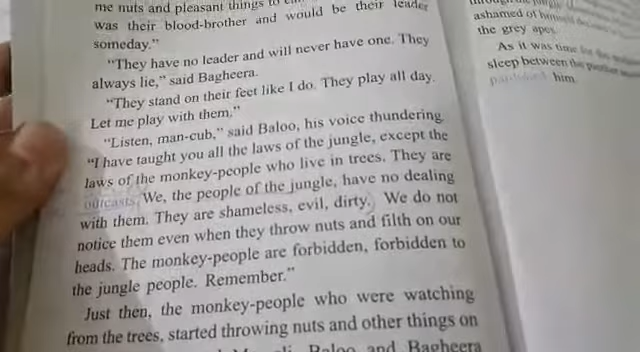 me nuts and pleasant things to
was their blood-brother and would be their leader
someday."
"They have no leader and will never have one. They
always lie," said Bagheera.
"They stand on their feet like I do. They play all day.
Let me play with them."
"Listen, man-cub," said Baloo, his voice thundering.
"I have taught you all the laws of the jungle, except the
laws of the monkey-people who live in trees. They are
outcasts. We, the people of the jungle, have no dealing
with them. They are shameless, evil, dirty. We do not
notice them even when they throw nuts and filth on our
heads. The monkey-people are forbidden, forbidden to
the jungle people. Remember."
Just then, the monkey-people who were watching
from the trees, started throwing nuts and other things on
Baloo and Bagheera
ashamed of
the grey apes.
As it was time for
sleep between the
him.